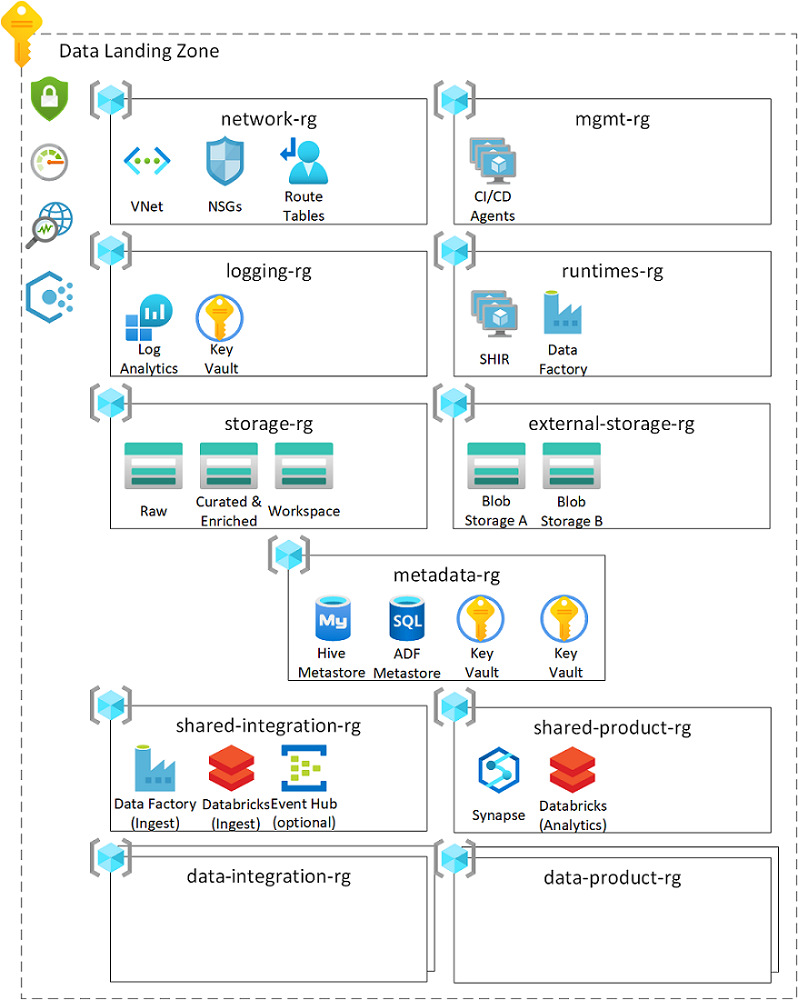 Data Landing Zone
network-rg
VNet
NSGs
Route
Tables
mgmt-rg
CI/CD
Agents
logging-rg
Log
Analytics
Key
Vault
runtimes-rg
SHIR
Data
Factory
storage-rg
Raw
Curated &
Enriched
Workspace
external-storage-rg
Blob
Storage A
Blob
Storage B
metadata-rg
My
Hive
Metastore
SQL
ADF
Metastore
Key
Vault
Key
Vault
shared-integration-rg
Data Factory
(Ingest)
Databricks
(Ingest)
Event Hub
(optional)
shared-product-rg
Synapse
Databricks
(Analytics)
data-integration-rg
data-product-rg